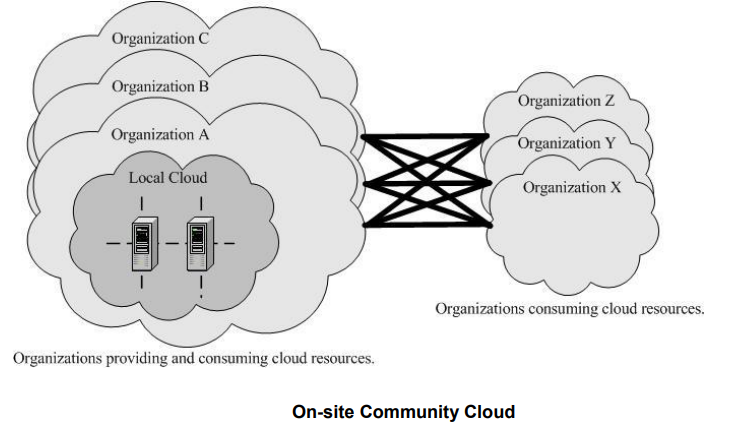 Organization C
Organization B
Organization A
Local Cloud
Organization Z
Organization Y
Organization X
Organizations consuming cloud resources.
Organizations providing and consuming cloud resources.
On-site Community Cloud